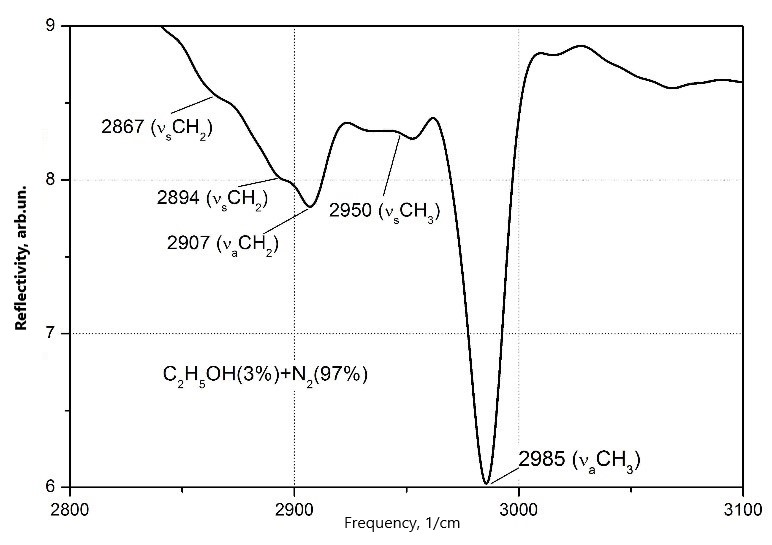 9
8
7
6
2800
2900
3000
3100
Reflectivity, arb.un.
Frequency, 1/cm
2867 (νₛCH₂)
2894 (νₛCH₂)
2907 (νₐCH₂)
2950 (νₛCH₃)
2985 (νₐCH₃)
C₂H₅OH(3%)+N₂(97%)